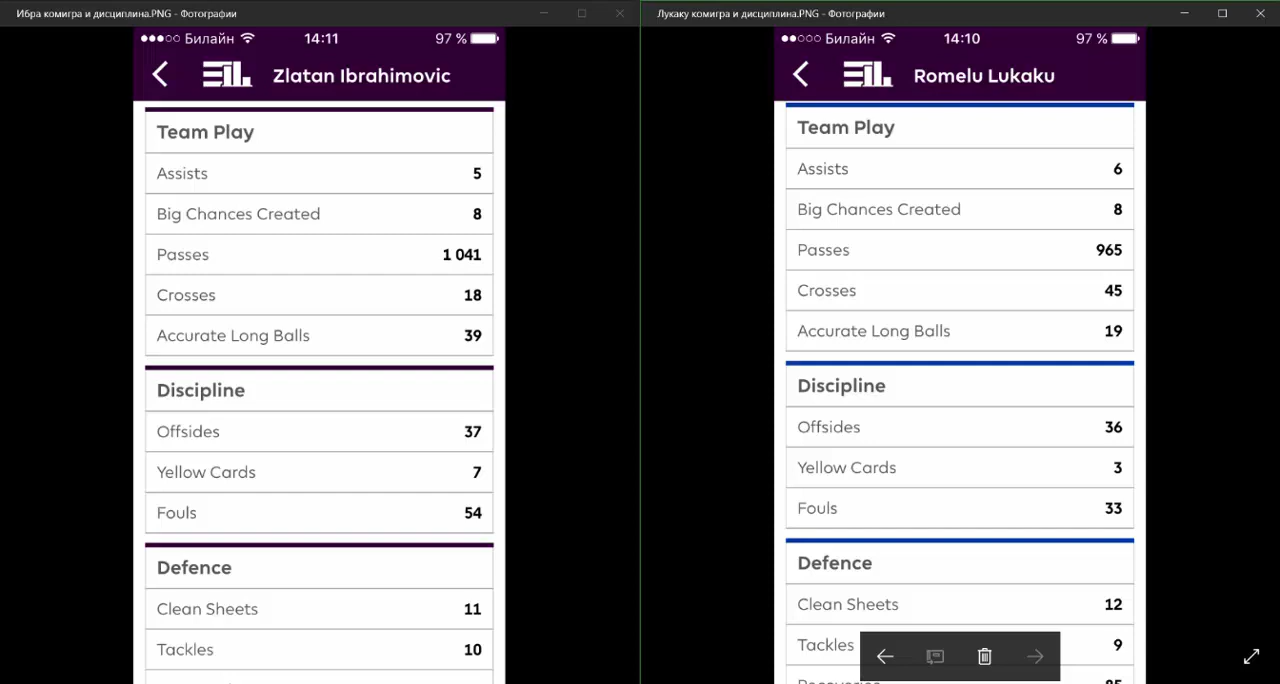 Ибра комигра и дисциплина.PNG - Фотографии
Билайн 14:11 97 %
Zlatan Ibrahimovic
Team Play
Assists 5
Big Chances Created 8
Passes 1 041
Crosses 18
Accurate Long Balls 39
Discipline
Offsides 37
Yellow Cards 7
Fouls 54
Defence
Clean Sheets 11
Tackles 10
Лукаку комигра и дисциплина.PNG - Фотографии
Билайн 14:10 97 %
Romelu Lukaku
Team Play
Assists 6
Big Chances Created 8
Passes 965
Crosses 45
Accurate Long Balls 19
Discipline
Offsides 36
Yellow Cards 3
Fouls 33
Defence
Clean Sheets 12
Tackles 9